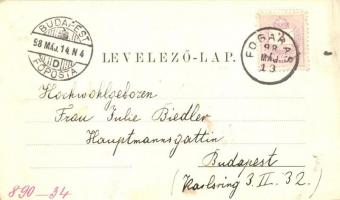 BUDAPEST
98 MÁJ. 14. N 4
D
FŐPOSTA
LEVELEZŐ-LAP.
FOGARAS
98
MÁJ.
13
Hochwohlgebozen
Frau Julie Biedler
Hauptmannsgattin
Budapest
(Karlsring 3. II. 32.)
890-34